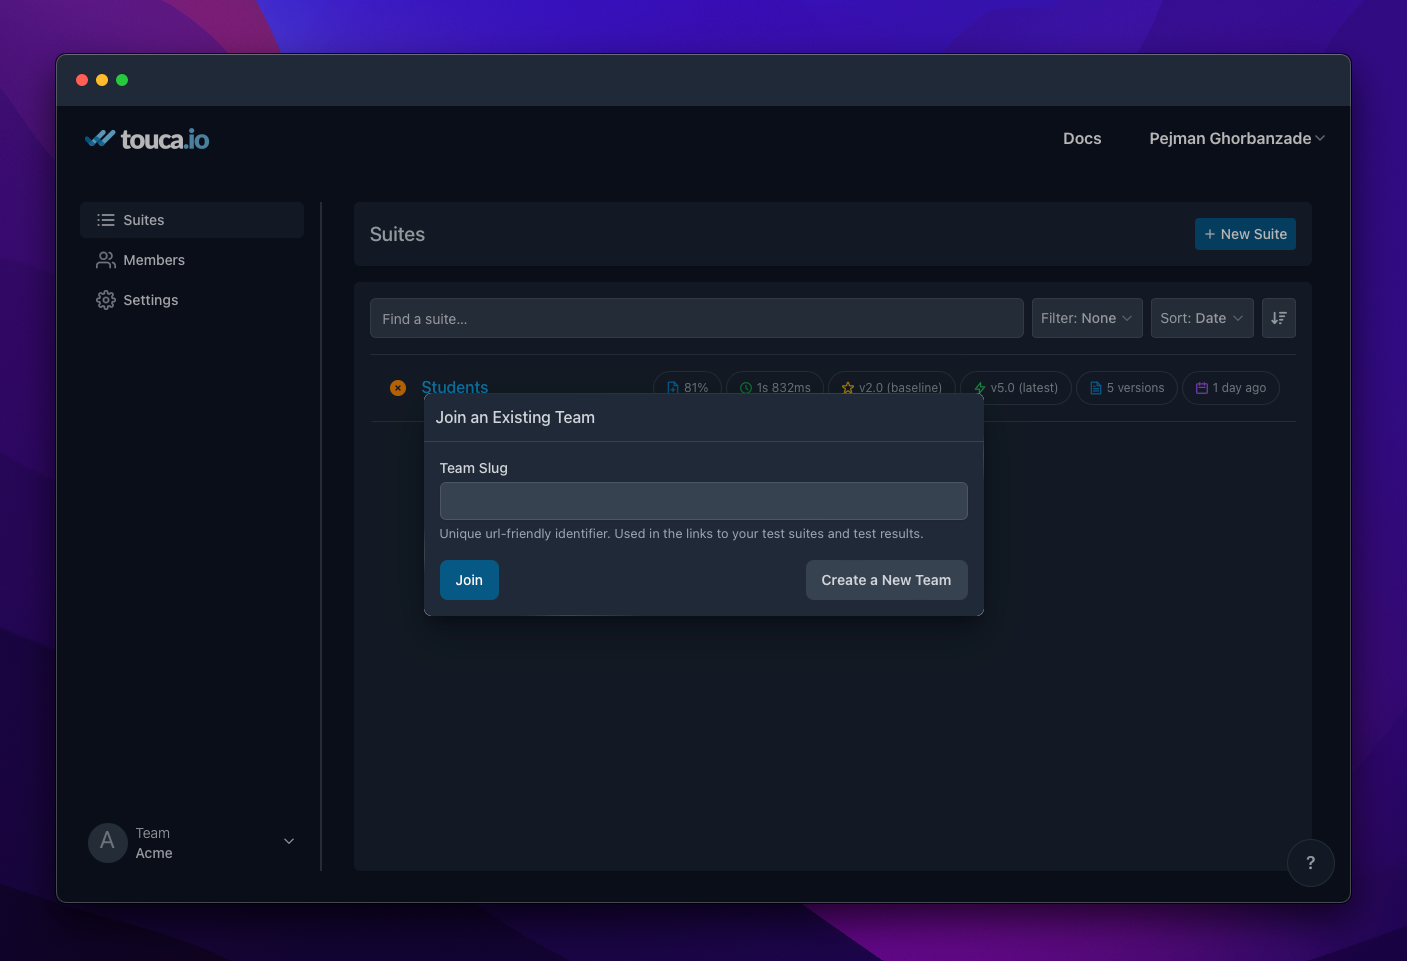 touca.io
Docs
Pejman Ghorbanzade
Suites
Members
Settings
Suites
+ New Suite
Find a suite...
Filter: None
Sort: Date
Students
81%
1s 832ms
v2.0 (baseline)
v5.0 (latest)
5 versions
1 day ago
Join an Existing Team
Team Slug
Unique url-friendly identifier. Used in the links to your test suites and test results.
Join
Create a New Team
A
Team
Acme
?